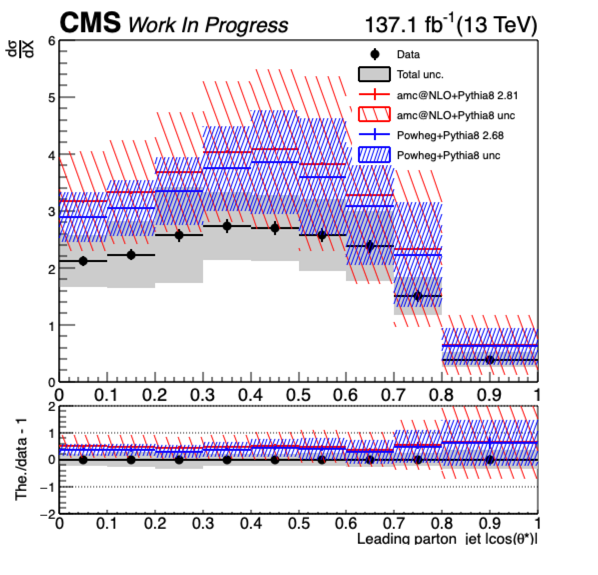 CMS Work In Progress 137.1 fb⁻¹(13 TeV)
dσ
dX
6
5
4
3
2
1
0
Data
Total unc.
amc@NLO+Pythia8 2.81
amc@NLO+Pythia8 unc
Powheg+Pythia8 2.68
Powheg+Pythia8 unc
0 0.1 0.2 0.3 0.4 0.5 0.6 0.7 0.8 0.9 1
The./data - 1
2
1
0
−1
−2
0 0.1 0.2 0.3 0.4 0.5 0.6 0.7 0.8 0.9 1
Leading parton jet |cos(θ*)|